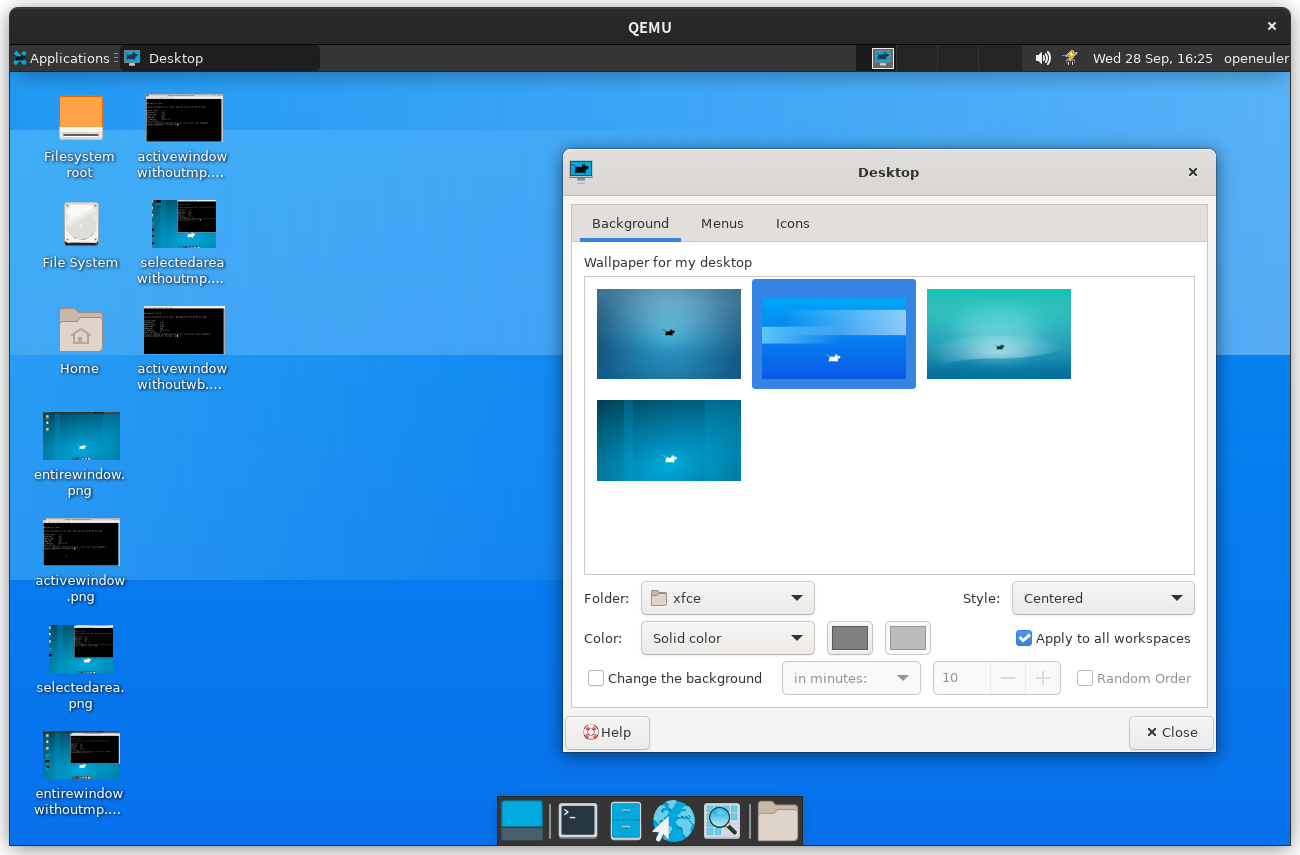 QEMU
Applications
Desktop
Wed 28 Sep, 16:25
openeuler
Filesystem
root
activewindow
withoutmp....
File System
selectedarea
withoutmp....
Home
activewindow
withoutwb....
entirewindow.
png
activewindow
.png
selectedarea.
png
entirewindow
withoutmp....
Desktop
Background
Menus
Icons
Wallpaper for my desktop
Folder:
xfce
Style:
Centered
Color:
Solid color
Apply to all workspaces
Change the background
in minutes:
10
Random Order
Help
Close